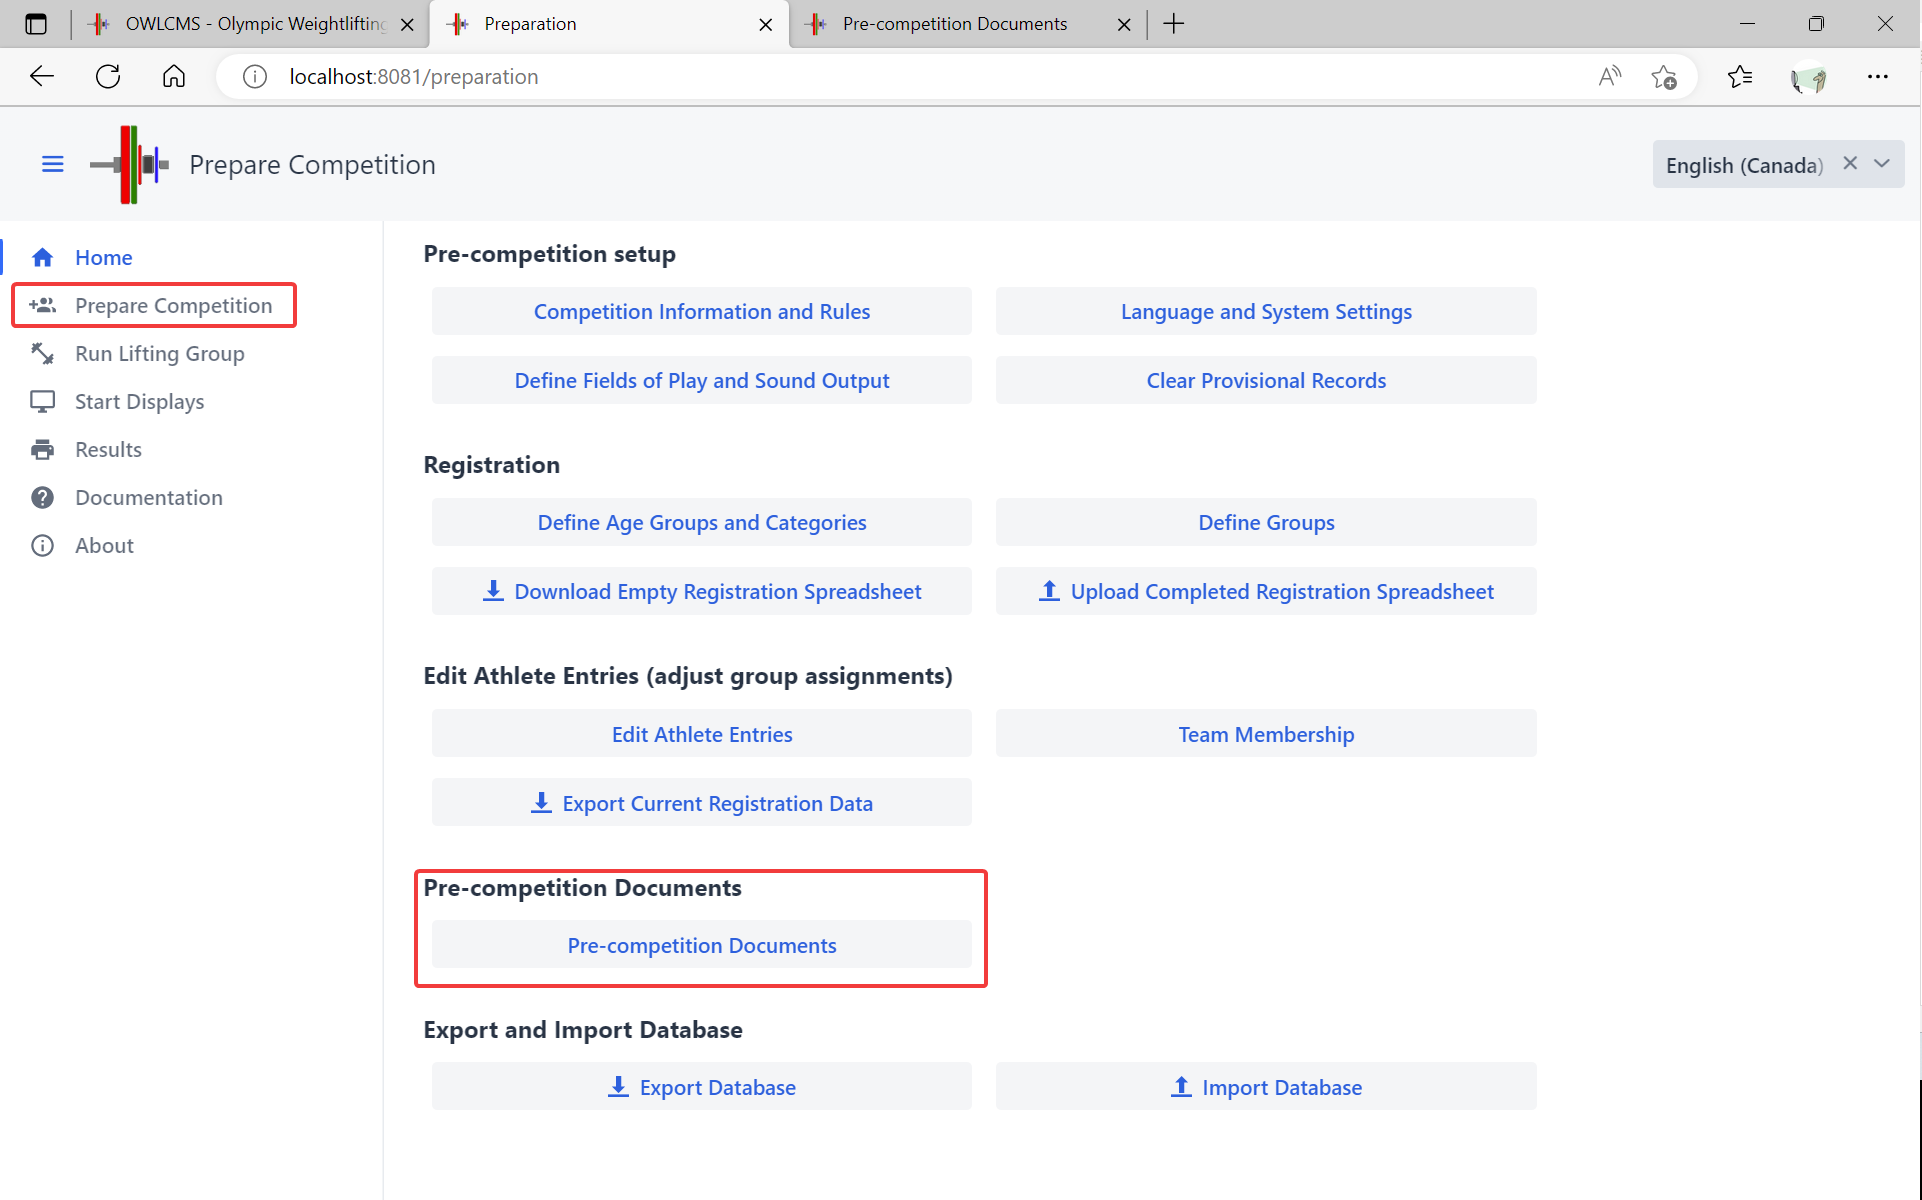 OWLCMS - Olympic Weightlifting
Preparation
Pre-competition Documents
localhost:8081/preparation
Prepare Competition
English (Canada)
Home
Prepare Competition
Run Lifting Group
Start Displays
Results
Documentation
About
Pre-competition setup
Competition Information and Rules
Language and System Settings
Define Fields of Play and Sound Output
Clear Provisional Records
Registration
Define Age Groups and Categories
Define Groups
Download Empty Registration Spreadsheet
Upload Completed Registration Spreadsheet
Edit Athlete Entries (adjust group assignments)
Edit Athlete Entries
Team Membership
Export Current Registration Data
Pre-competition Documents
Pre-competition Documents
Export and Import Database
Export Database
Import Database